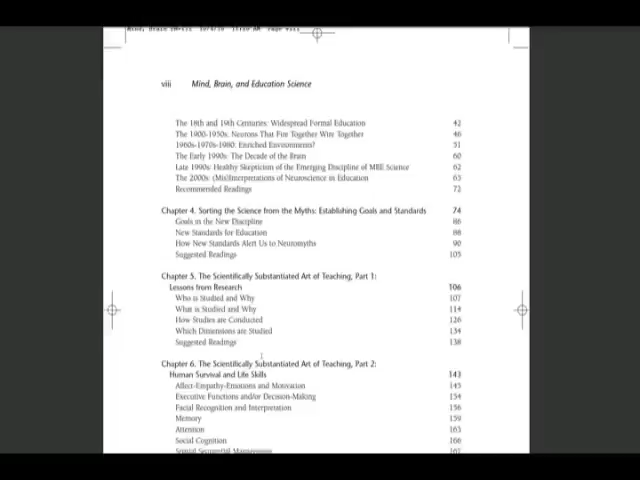 viii Mind, Brain, and Education Science
The 18th and 19th Centuries: Widespread Formal Education 42
The 1900-1950s: Neurons That Fire Together Wire Together 46
1960s-1970s-1980: Enriched Environments? 51
The Early 1990s: The Decade of the Brain 60
Late 1990s: Healthy Skepticism of the Emerging Discipline of MBE Science 62
The 2000s: (Mis)Interpretations of Neuroscience in Education 63
Recommended Readings 72
Chapter 4. Sorting the Science from the Myths: Establishing Goals and Standards 74
Goals in the New Discipline 86
New Standards for Education 88
How New Standards Alert Us to Neuromyths 90
Suggested Readings 105
Chapter 5. The Scientifically Substantiated Art of Teaching, Part 1:
Lessons from Research 106
Who is Studied and Why 107
What is Studied and Why 114
How Studies are Conducted 126
Which Dimensions are Studied 134
Suggested Readings 138
Chapter 6. The Scientifically Substantiated Art of Teaching, Part 2:
Human Survival and Life Skills 143
Affect-Empathy-Emotions and Motivation 145
Executive Functions and/or Decision-Making 154
Facial Recognition and Interpretation 156
Memory 159
Attention 163
Social Cognition 166